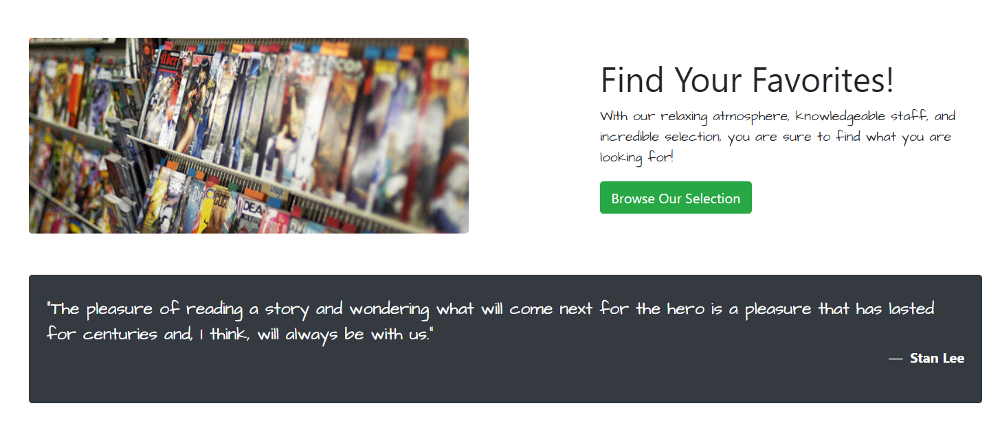 Find Your Favorites!
With our relaxing atmosphere, knowledgeable staff, and
incredible selection, you are sure to find what you are
looking for!
Browse Our Selection
"The pleasure of reading a story and wondering what will come next for the hero is a pleasure that has lasted
for centuries and, I think, will always be with us."
— Stan Lee